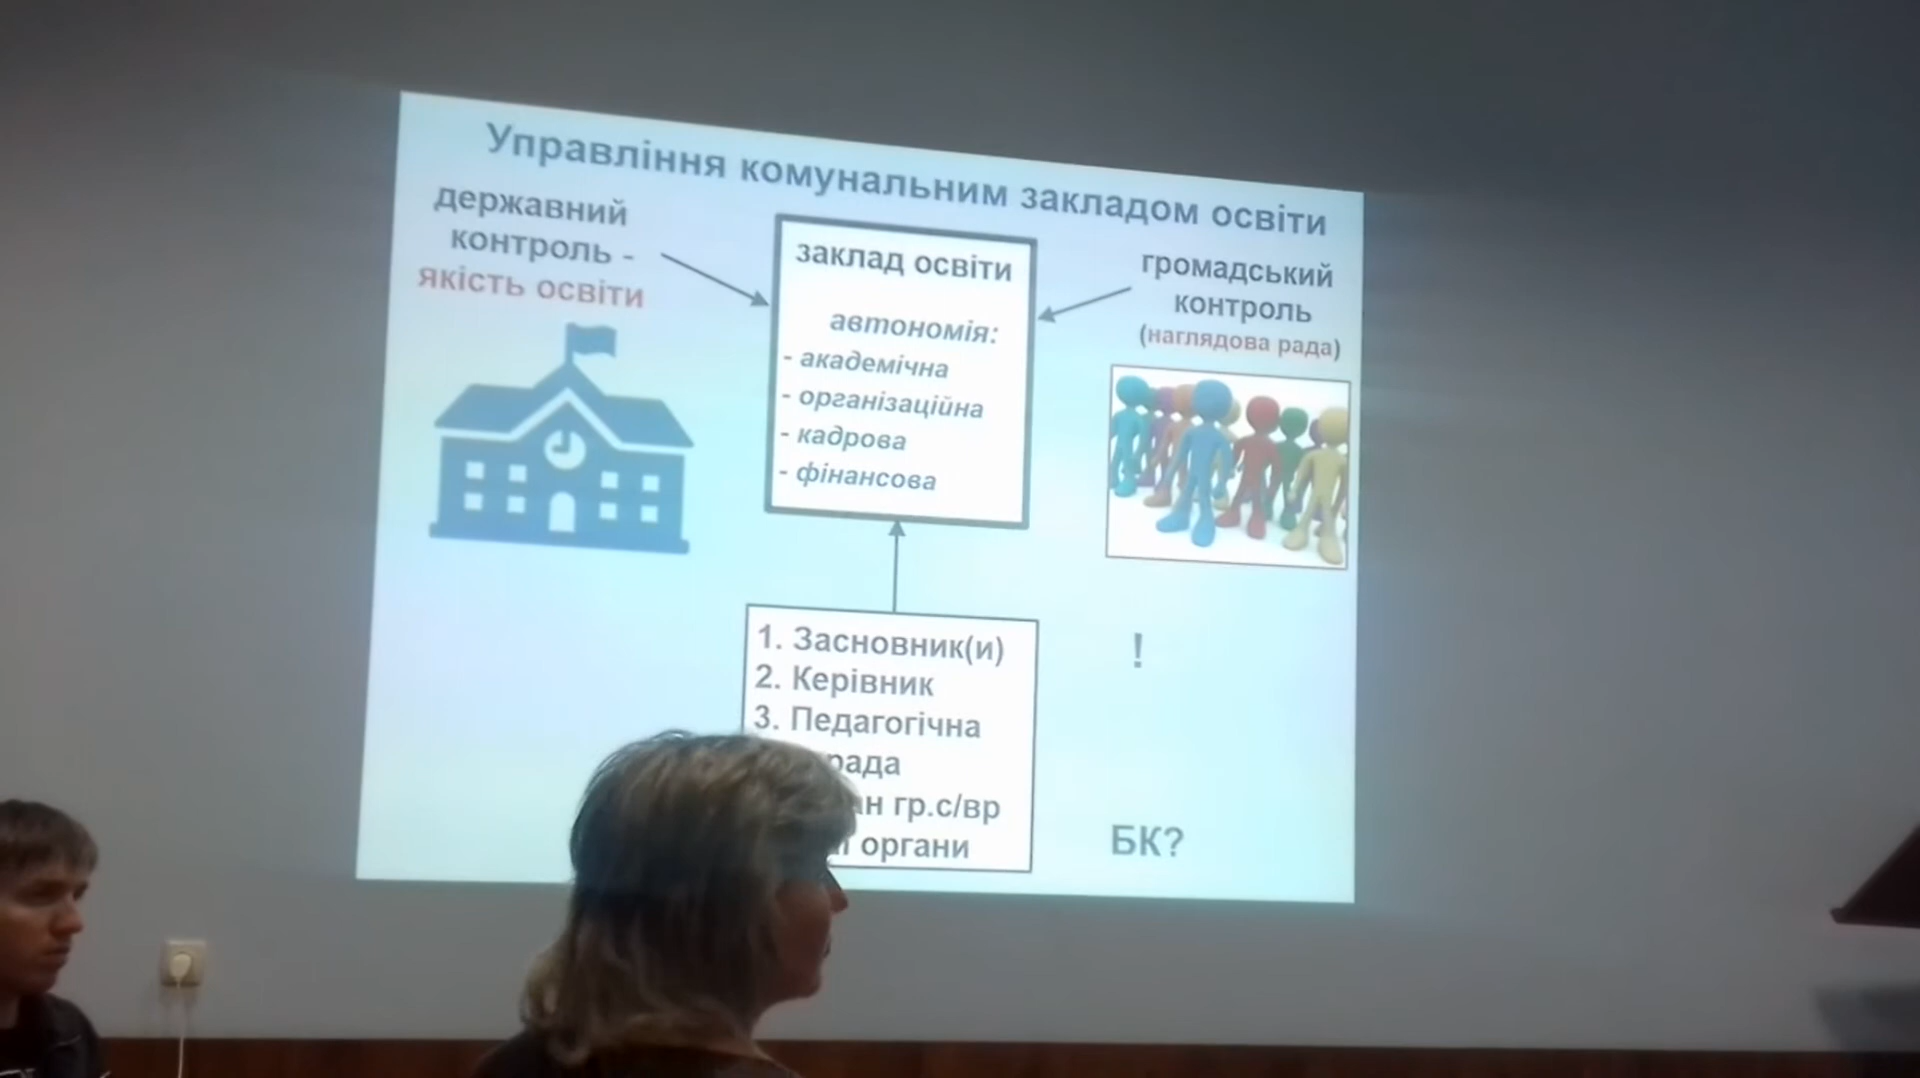 Управління комунальним закладом освіти
державний
контроль -
якість освіти
заклад освіти
автономія:
- академічна
- організаційна
- кадрова
- фінансова
громадський
контроль
(наглядова рада)
1. Засновник(и)
2. Керівник
3. Педагогічна
рада
гр.с/вр
органи
!
БК?